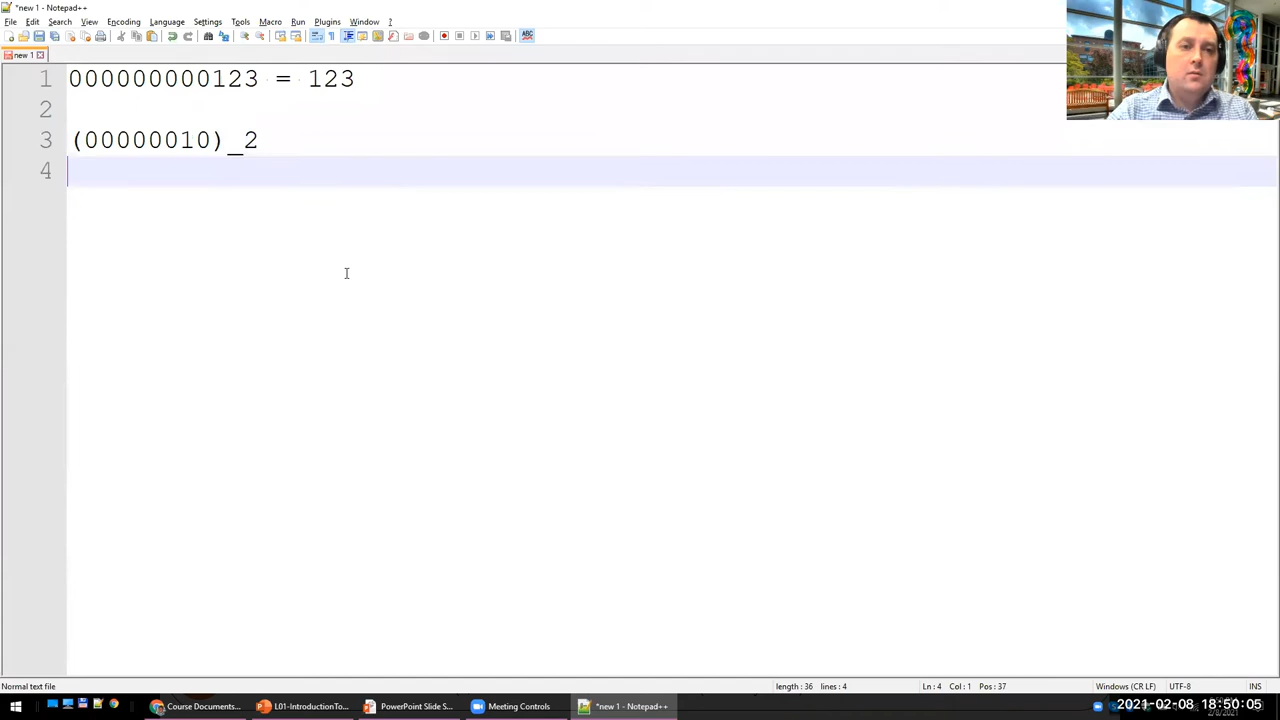 *new 1 - Notepad++
File Edit Search View Encoding Language Settings Tools Macro Run Plugins Window ?
new 1
1 000000000123 = 123
2
3 (00000010)_2
4
Normal text file length : 36 lines : 4 Ln : 4 Col : 1 Pos : 37 Windows (CR LF) UTF-8 INS
Course Documents... L01-IntroductionTo... PowerPoint Slide S... Meeting Controls *new 1 - Notepad++ 2021-02-08 18:50:05